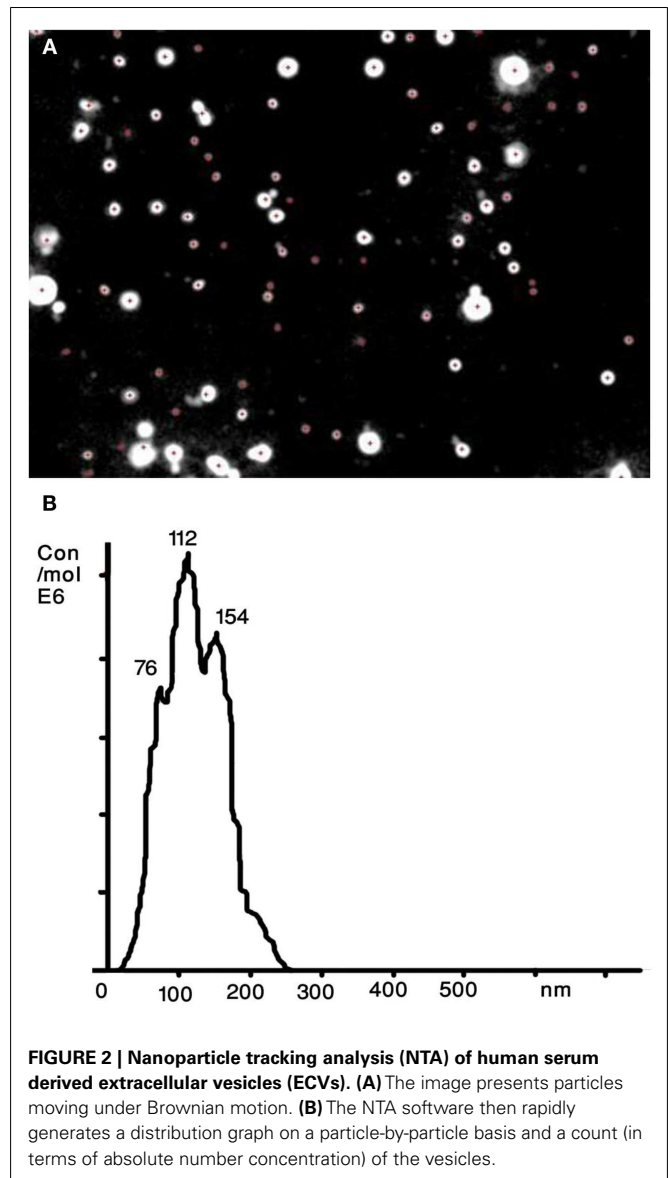 A
B
Con
/mol
E6
112
154
76
0 100 200 300 400 500 nm
FIGURE 2 | Nanoparticle tracking analysis (NTA) of human serum
derived extracellular vesicles (ECVs). (A) The image presents particles
moving under Brownian motion. (B) The NTA software then rapidly
generates a distribution graph on a particle-by-particle basis and a count (in
terms of absolute number concentration) of the vesicles.